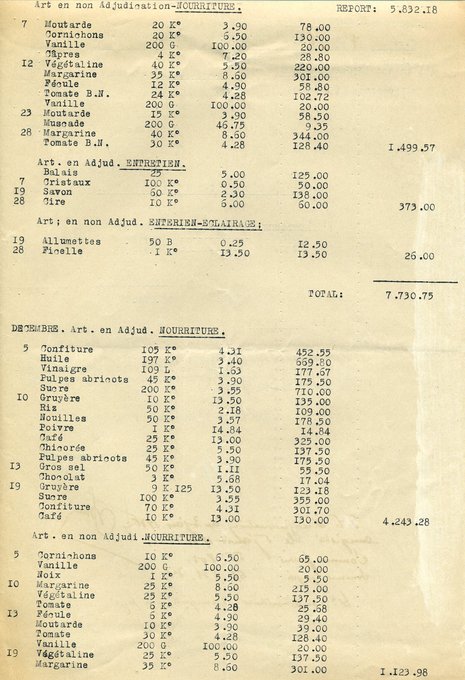 Art en non Adjudication-NOURRITURE. REPORT: 5.832.18
7 Moutarde 20 K° 3.90 78.00
Cornichons 20 K° 6.50 130.00
Vanille 200 G 100.00 20.00
Câpres 4 K° 7.20 28.80
12 Végétaline 40 K° 5.50 220.00
Margarine 35 K° 8.60 301.00
Fécule 12 K° 4.90 58.80
Tomate B.N. 24 K° 4.28 102.72
Vanille 200 G 100.00 20.00
23 Moutarde 15 K° 3.90 58.50
Muscade 200 G 46.75 9.35
28 Margarine 40 K° 8.60 344.00
Tomate B.N. 30 K° 4.28 128.40 1.499.57
Art. en Adjud. ENTRETIEN.
Balais 25 5.00 125.00
7 Cristaux 100 K° 0.50 50.00
19 Savon 60 K° 2.30 138.00
28 Cire 10 K° 6.00 60.00 373.00
Art; en non Adjud. ENTERIEN-ECLAIRAGE;
19 Allumettes 50 B 0.25 12.50
28 Ficelle 1 K° 13.50 13.50 26.00
TOTAL: 7.730.75
DECEMBRE. Art. en Adjud. NOURRITURE.
5 Confiture 105 K° 4.31 452.55
Huile 197 K° 3.40 669.80
Vinaigre 109 L 1.63 177.67
Pulpes abricots 45 K° 3.90 175.50
Sucre 200 K° 3.55 710.00
10 Gruyère 10 K° 13.50 135.00
Riz 50 K° 2.18 109.00
Nouilles 50 K° 3.57 178.50
Poivre 1 K° 14.84 14.84
Café 25 K° 13.00 325.00
Chicorée 25 K° 5.50 137.50
Pulpes abricots 45 K° 3.90 175.50
13 Gros sel 50 K° 1.11 55.50
Chocolat 3 K° 5.68 17.04
19 Gruyère 9 K 125 13.50 123.18
Sucre 100 K° 3.55 355.00
Confiture 70 K° 4.31 301.70
Café 10 K° 13.00 130.00 4.243.28
Art. en non Adjudi.NOURRITURE.
5 Cornichons 10 K° 6.50 65.00
Vanille 200 G 100.00 20.00
Noix 1 K° 5.50 5.50
10 Margarine 25 K° 8.60 215.00
Végétaline 25 K° 5.50 137.50
Tomate 6 K° 4.28 25.68
13 Fécule 6 K° 4.90 29.40
Moutarde 10 K° 3.90 39.00
Tomate 30 K° 4.28 128.40
Vanille 200 G 100.00 20.00
19 Végétaline 25 K° 5.50 137.50
Margarine 35 K° 8.60 301.00 1.123.98